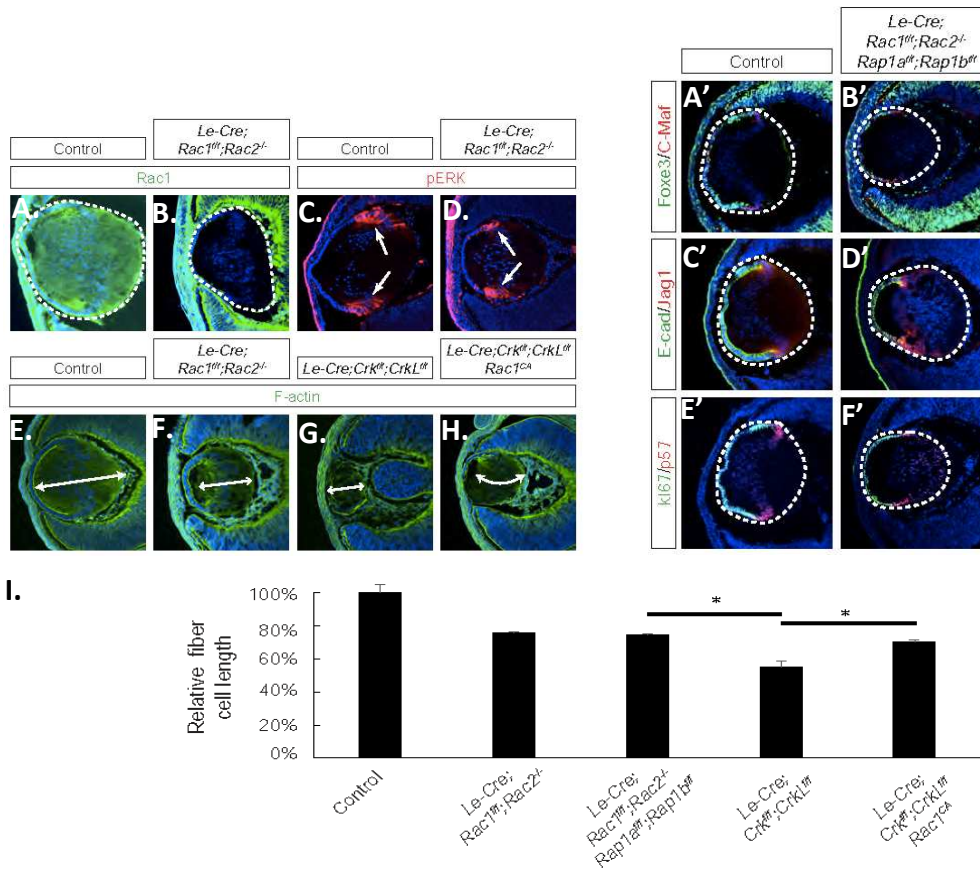 Control
Le-Cre;
Rac1f/f;Rac2-/-
Control
Le-Cre;
Rac1f/f;Rac2-/-
Rac1
pERK
A.
B.
C.
D.
Control
Le-Cre;
Rac1f/f;Rac2-/-
Le-Cre;Crkf/f;CrkLf/f
Le-Cre;Crkf/f;CrkLf/f
Rac1CA
F-actin
E.
F.
G.
H.
Control
Le-Cre;
Rac1f/f;Rac2-/-
Rap1af/f;Rap1bf/f
Foxe3/C-Maf
A’
B’
E-cad/Jag1
C’
D’
ki67/p57
E’
F’
I.
Relative fiber
cell length
100%
80%
60%
40%
20%
0%
*
*
Control
Le-Cre;
Rac1f/f;Rac2-/-
Le-Cre;
Rac1f/f;Rac2-/-
Rap1af/f;Rap1bf/f
Le-Cre;
Crkf/f;CrkLf/f
Le-Cre;
Crkf/f;CrkLf/f
Rac1CA